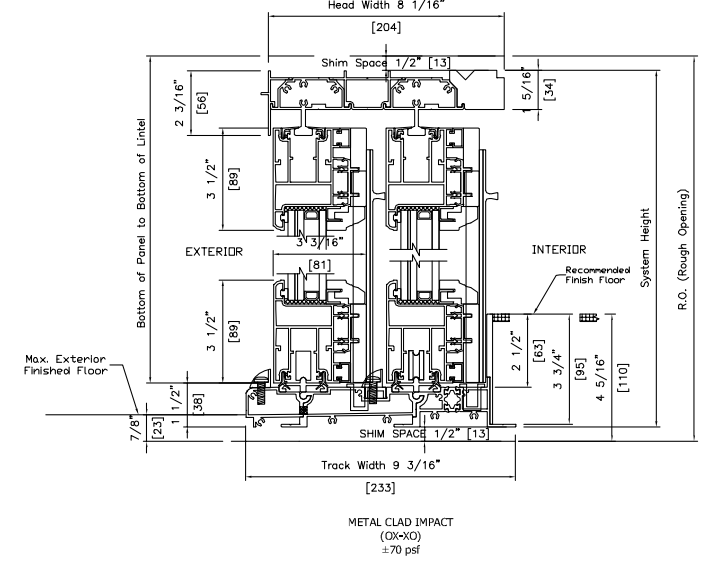 Head Width 8 1/16"
[204]
Shim Space 1/2" [13]
2 3/16"
[56]
1 5/16"
[34]
Bottom of Panel to Bottom of Lintel
3 1/2"
[89]
EXTERIOR
3 3/16"
[81]
INTERIOR
Recommended
Finish Floor
System Height
R.O. (Rough Opening)
3 1/2"
[89]
2 1/2"
[63]
3 3/4"
[95]
4 5/16"
[110]
Max. Exterior
Finished Floor
1 1/2"
[38]
7/8"
[23]
SHIM SPACE 1/2" [13]
Track Width 9 3/16"
[233]
METAL CLAD IMPACT
(OX-XO)
±70 psf